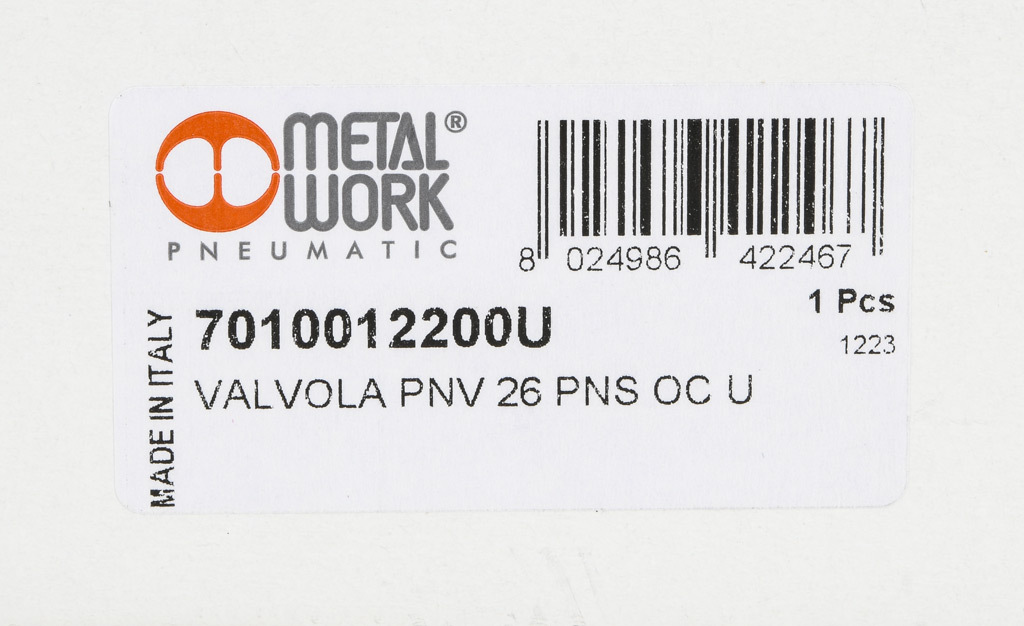 METAL®
WORK
PNEUMATIC
8 024986 422467
1 Pcs
1223
7010012200U
VALVOLA PNV 26 PNS OC U
MADE IN ITALY